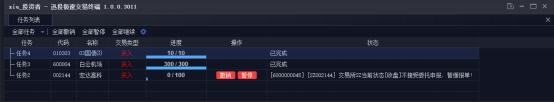 xiw_投资者 - 迅投极速交易终端 1.0.0.3011
任务列表
全部任务 全部撤销 全部暂停 全部继续
任务 代码 名称 交易类型 进度 操作 状态
任务4 010303 03国债(3) 买入 10 / 10 已完成
任务3 600004 白云机场 买入 300 / 300 已完成
任务2 002144 宏达高科 买入 0 / 100 撤销 暂停 [6000000045] [SZ002144] 交易所SZ当前状态[收盘]不接受委托申报，暂缓报单!